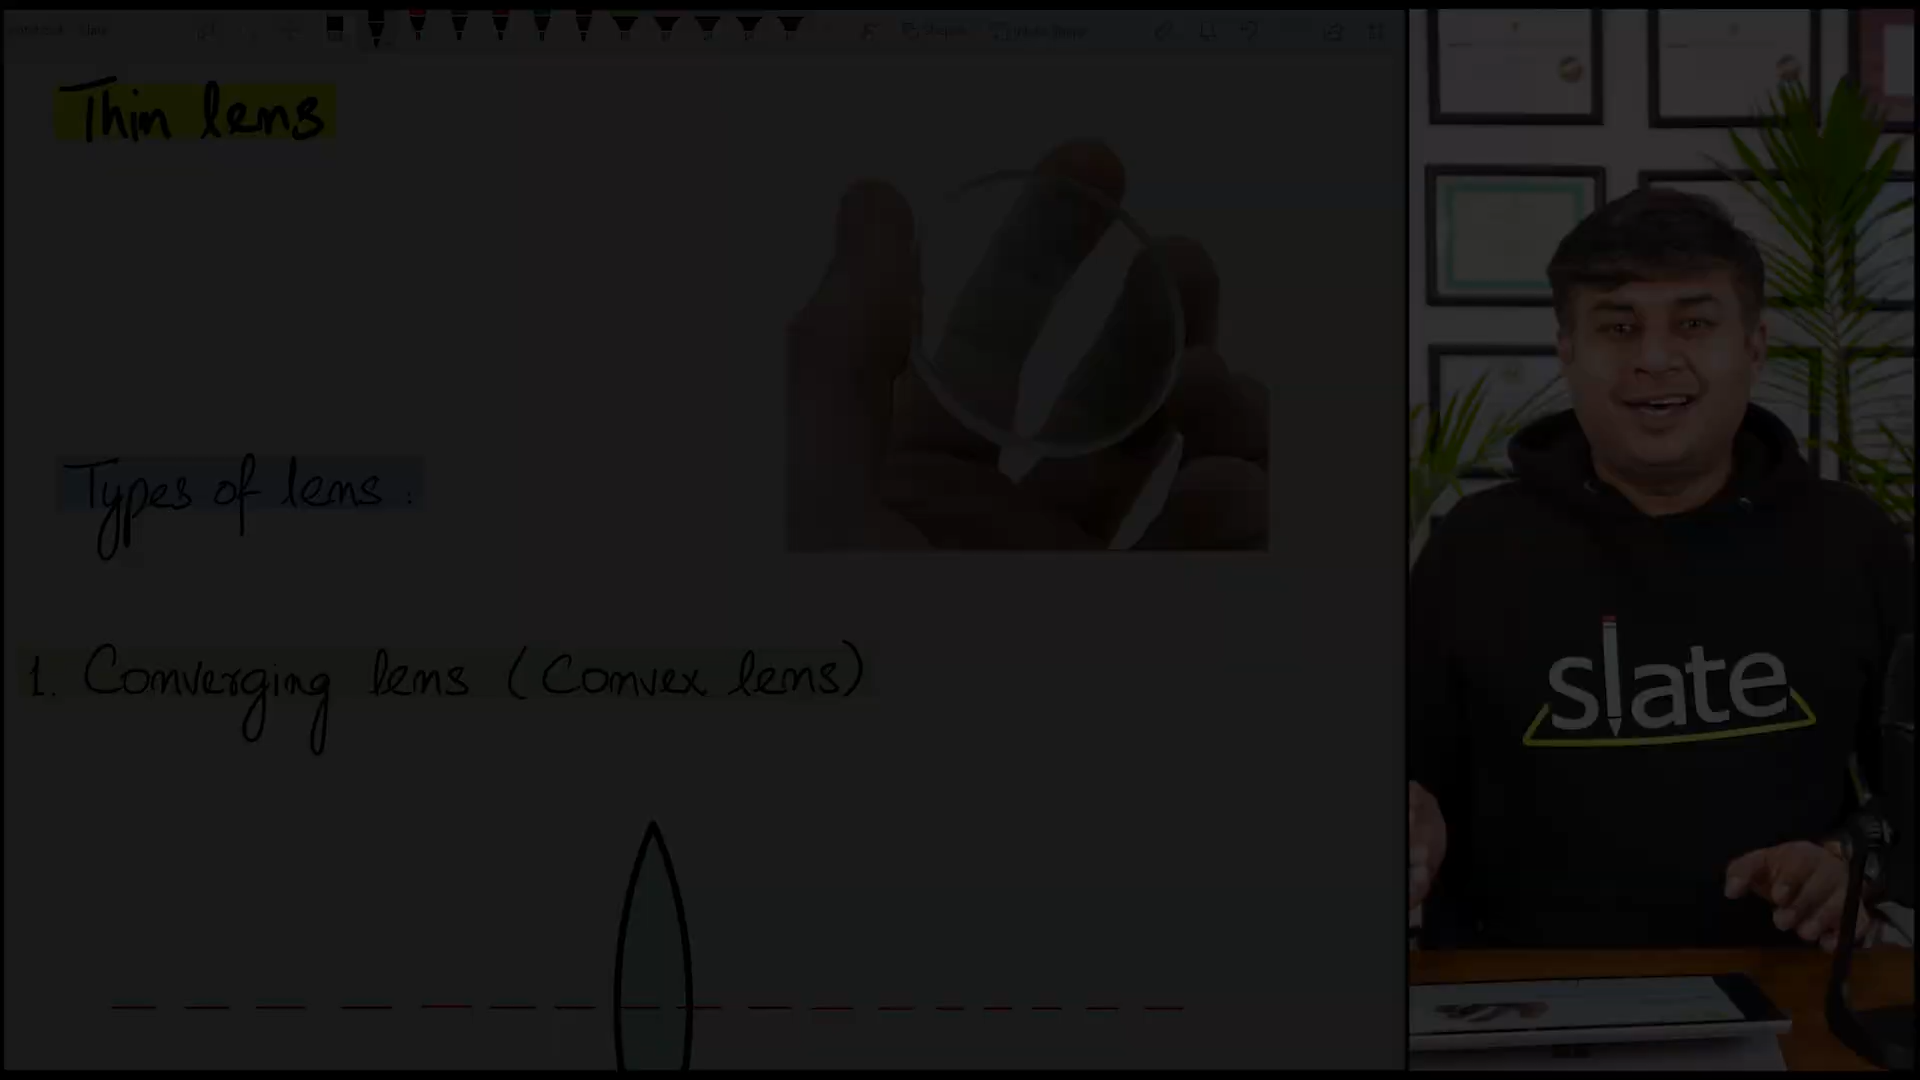 Thin lens
Types of lens :
1. Converging lens (Convex lens)
slate